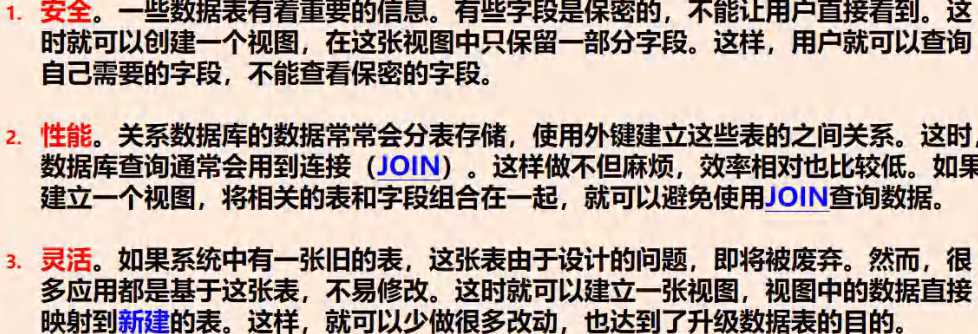 1. 安全。一些数据表有着重要的信息。有些字段是保密的，不能让用户直接看到。这
时就可以创建一个视图，在这张视图中只保留一部分字段。这样，用户就可以查询
自己需要的字段，不能查看保密的字段。
2. 性能。关系数据库的数据常常会分表存储，使用外键建立这些表的之间关系。这时，
数据库查询通常会用到连接（JOIN）。这样做不但麻烦，效率相对也比较低。如果
建立一个视图，将相关的表和字段组合在一起，就可以避免使用JOIN查询数据。
3. 灵活。如果系统中有一张旧的表，这张表由于设计的问题，即将被废弃。然而，很
多应用都是基于这张表，不易修改。这时就可以建立一张视图，视图中的数据直接
映射到新建的表。这样，就可以少做很多改动，也达到了升级数据表的目的。